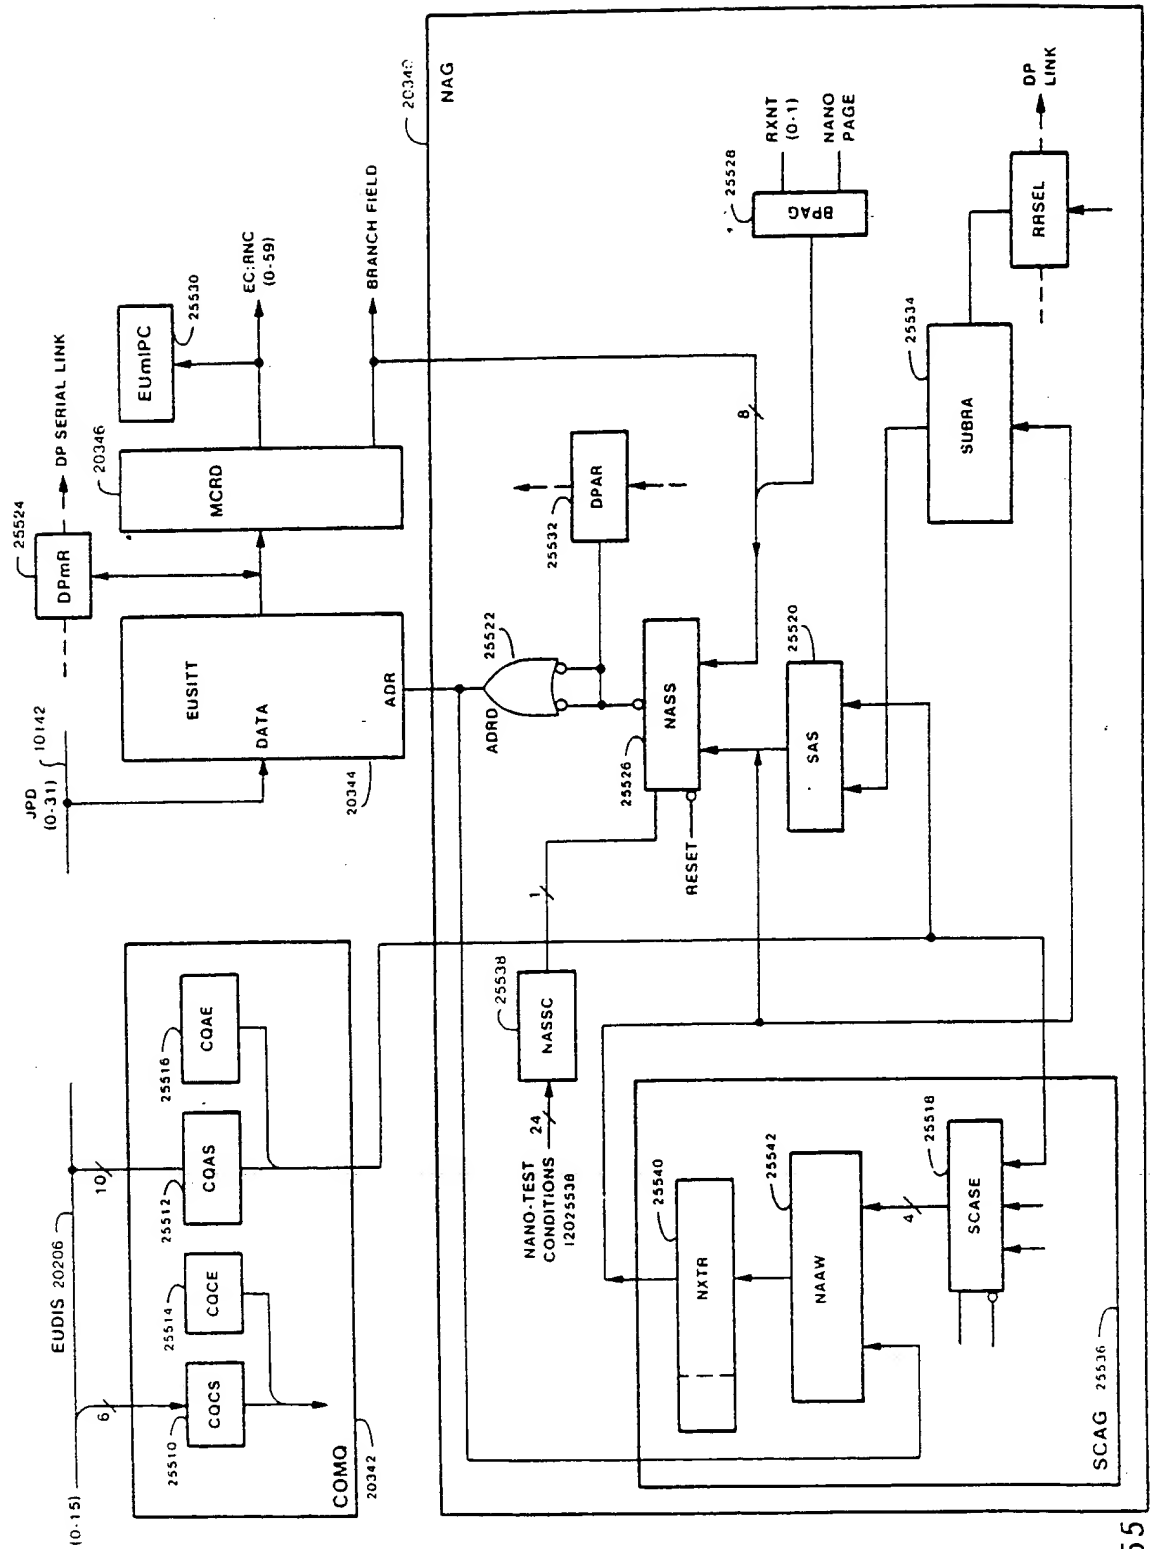 EUDIS 20206
(0-15)
10
6
25510
CQCS
25514
CQCE
25512
CQAS
25516
CQAE
COMQ
20342
JPD
(0-31)
10142
EUSITT
DATA
ADR
20344
25524
DPmR
DP SERIAL LINK
20346
MCRD
EUmIPC
25530
EC:RNC
(0-59)
BRANCH FIELD
NAG
NANO-TEST
CONDITIONS
12025538
24
25538
NASSC
1
ADRD
25522
25532
DPAR
8
25526
NASS
RESET
25528
BPAG
RXNT
(0-1)
NANO
PAGE
25520
SAS
25534
SUBRA
RRSEL
DP
LINK
25540
NXTR
25542
NAAW
4
25518
SCASE
SCAG
25536